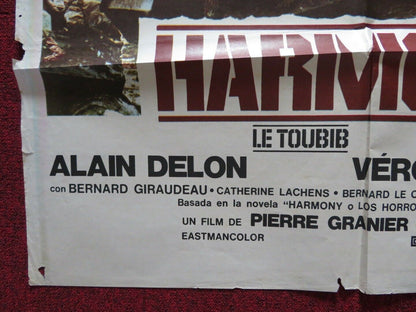 HARMO
LE TOUBIB
ALAIN DELON VÉRO
con BERNARD GIRAUDEAU • CATHERINE LACHENS • BERNARD LE C
Basada en la novela "HARMONY o LOS HORRO
UN FILM DE PIERRE GRANIER
EASTMANCOLOR